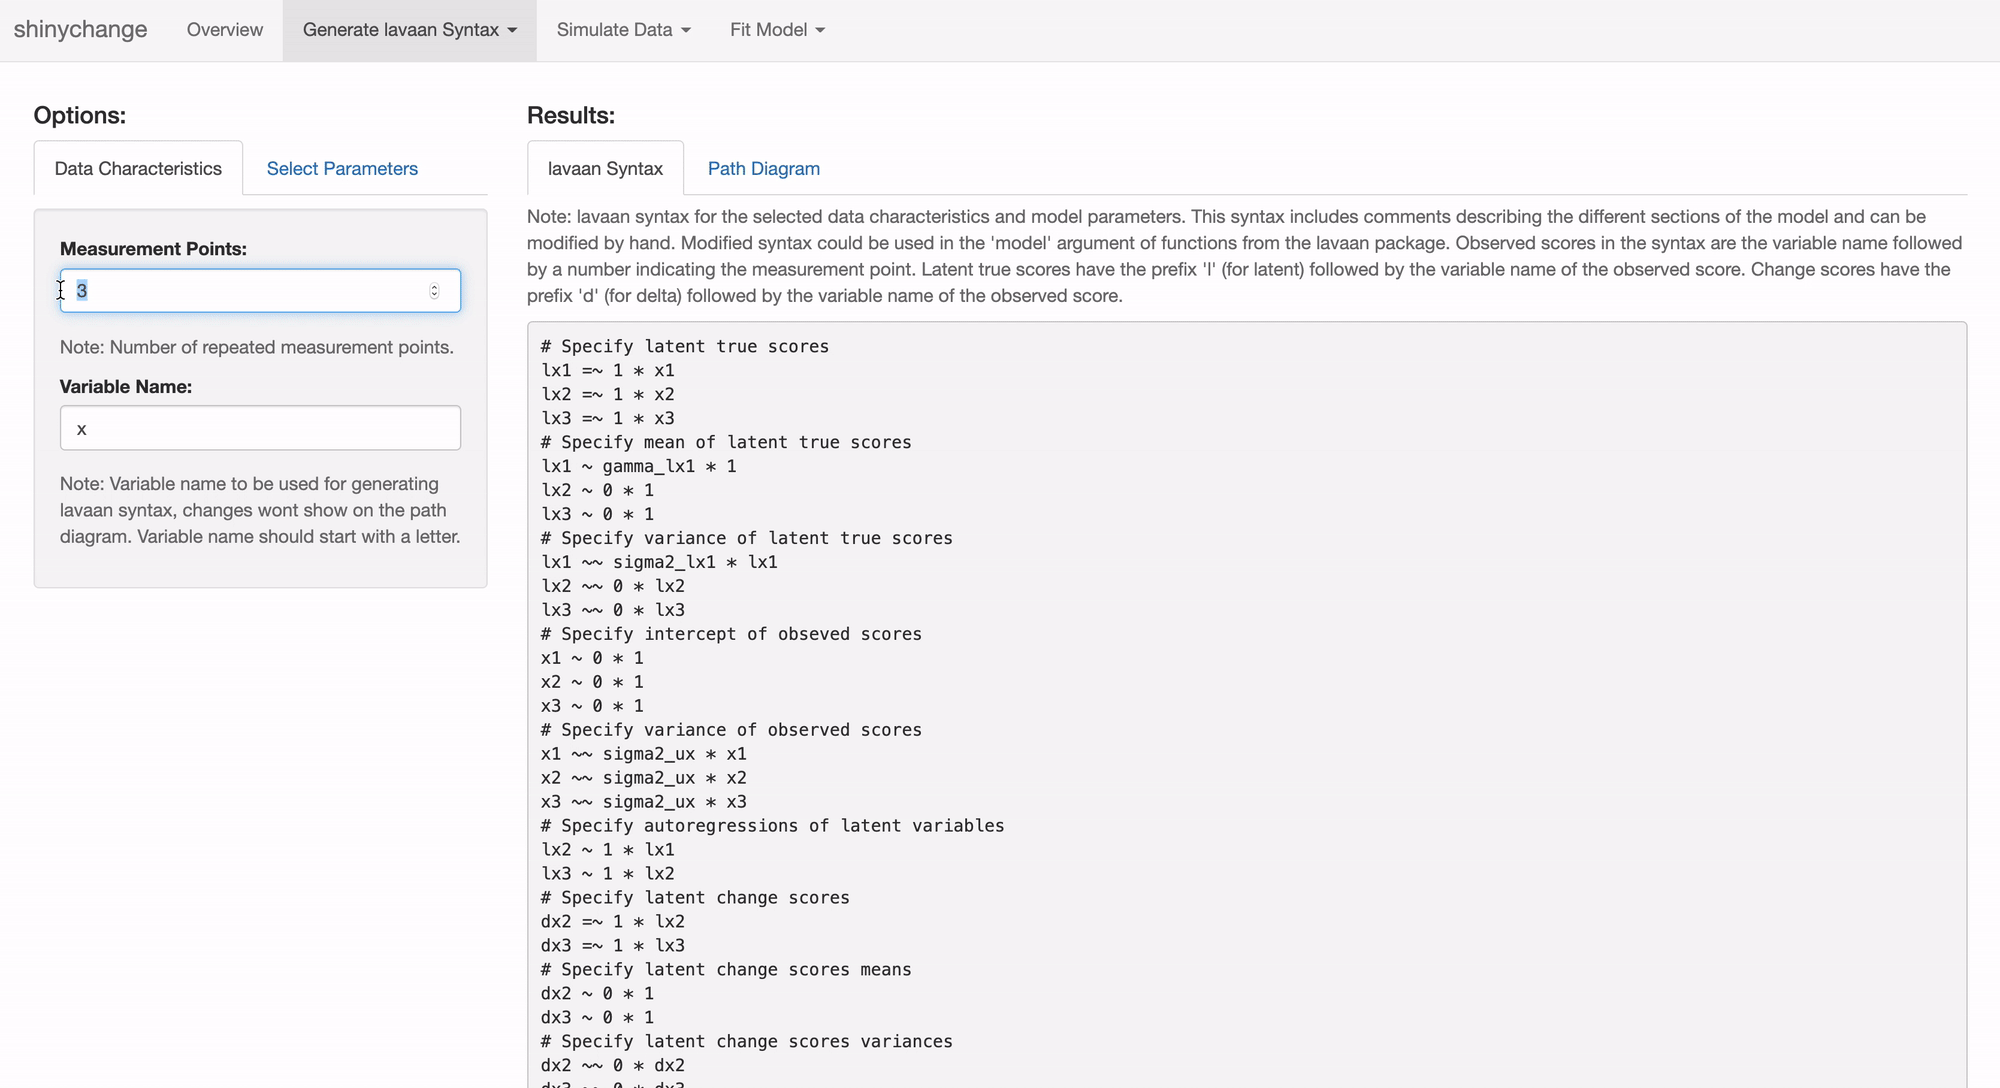 shinychange Overview Generate lavaan Syntax Simulate Data Fit Model
Options:
Data Characteristics Select Parameters
Measurement Points:
3
Note: Number of repeated measurement points.
Variable Name:
x
Note: Variable name to be used for generating
lavaan syntax, changes wont show on the path
diagram. Variable name should start with a letter.
Results:
lavaan Syntax Path Diagram
Note: lavaan syntax for the selected data characteristics and model parameters. This syntax includes comments describing the different sections of the model and can be
modified by hand. Modified syntax could be used in the 'model' argument of functions from the lavaan package. Observed scores in the syntax are the variable name followed
by a number indicating the measurement point. Latent true scores have the prefix 'l' (for latent) followed by the variable name of the observed score. Change scores have the
prefix 'd' (for delta) followed by the variable name of the observed score.
# Specify latent true scores
lx1 =~ 1 * x1
lx2 =~ 1 * x2
lx3 =~ 1 * x3
# Specify mean of latent true scores
lx1 ~ gamma_lx1 * 1
lx2 ~ 0 * 1
lx3 ~ 0 * 1
# Specify variance of latent true scores
lx1 ~~ sigma2_lx1 * lx1
lx2 ~~ 0 * lx2
lx3 ~~ 0 * lx3
# Specify intercept of obseved scores
x1 ~ 0 * 1
x2 ~ 0 * 1
x3 ~ 0 * 1
# Specify variance of observed scores
x1 ~~ sigma2_ux * x1
x2 ~~ sigma2_ux * x2
x3 ~~ sigma2_ux * x3
# Specify autoregressions of latent variables
lx2 ~ 1 * lx1
lx3 ~ 1 * lx2
# Specify latent change scores
dx2 =~ 1 * lx2
dx3 =~ 1 * lx3
# Specify latent change scores means
dx2 ~ 0 * 1
dx3 ~ 0 * 1
# Specify latent change scores variances
dx2 ~~ 0 * dx2
dx3 ~~ 0 * dx3